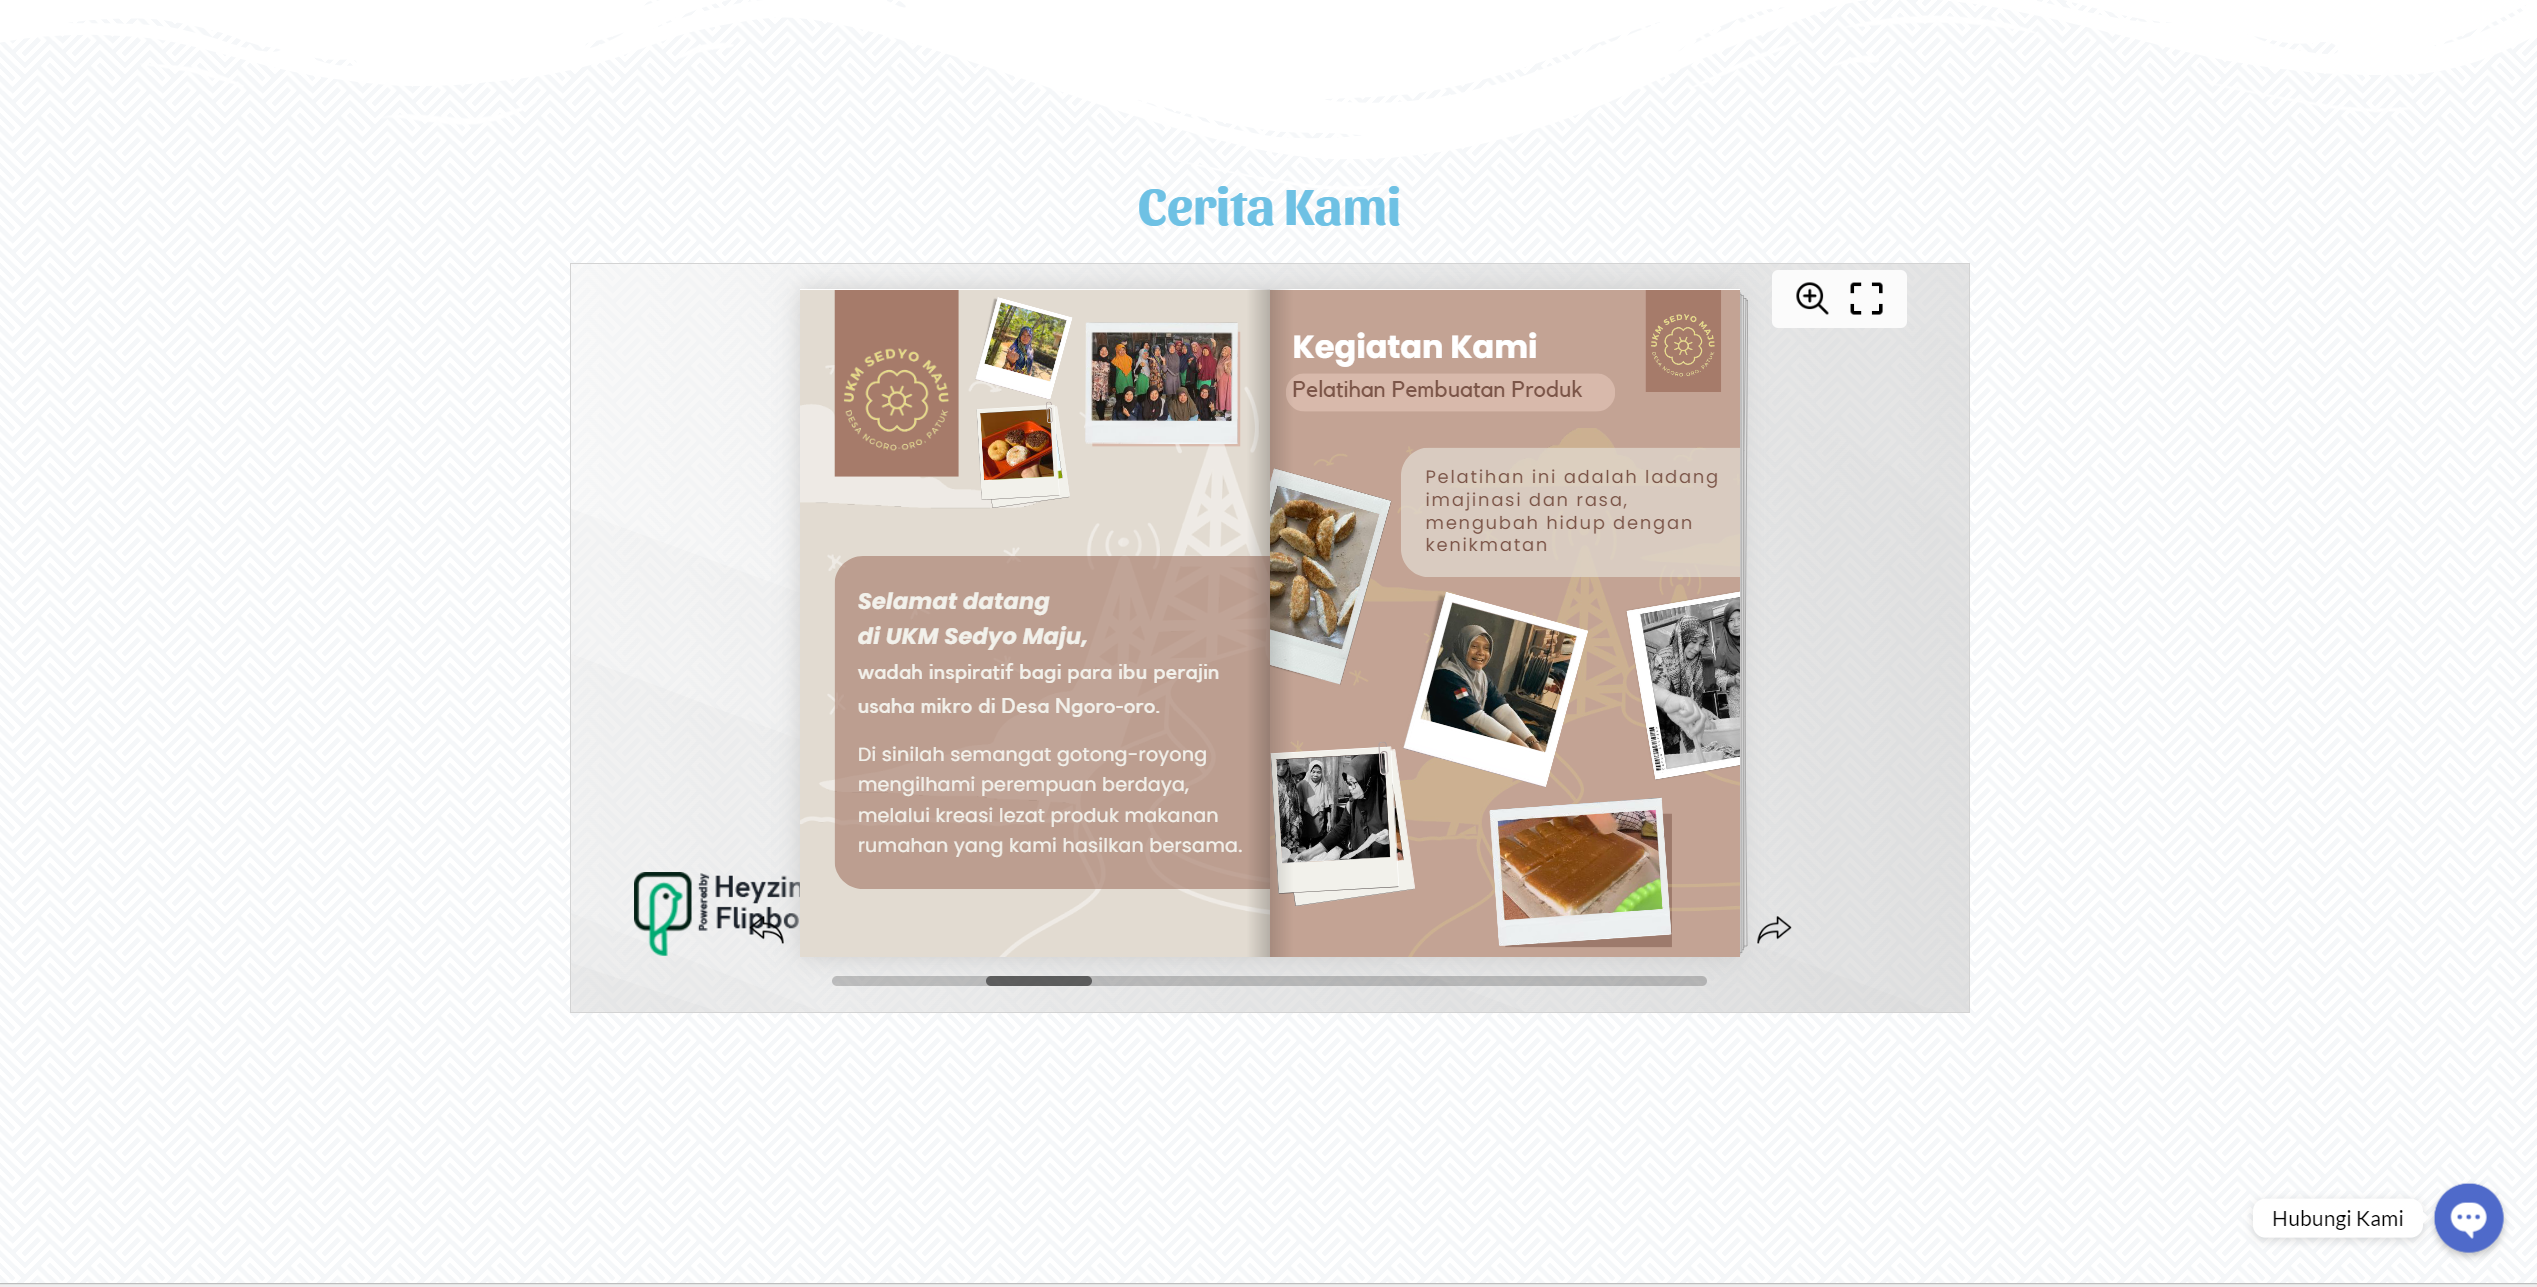 Cerita Kami
UKM SEDYO MAJU
DESA NGORO-ORO, PATUK
Selamat datang
di UKM Sedyo Maju,
wadah inspiratif bagi para ibu perajin
usaha mikro di Desa Ngoro-oro.
Di sinilah semangat gotong-royong
mengilhami perempuan berdaya,
melalui kreasi lezat produk makanan
rumahan yang kami hasilkan bersama.
Kegiatan Kami
Pelatihan Pembuatan Produk
UKM SEDYO MAJU
DESA NGORO-ORO, PATUK
Pelatihan ini adalah ladang
imajinasi dan rasa,
mengubah hidup dengan
kenikmatan
Powered by
Heyzin
Flipbo
Hubungi Kami